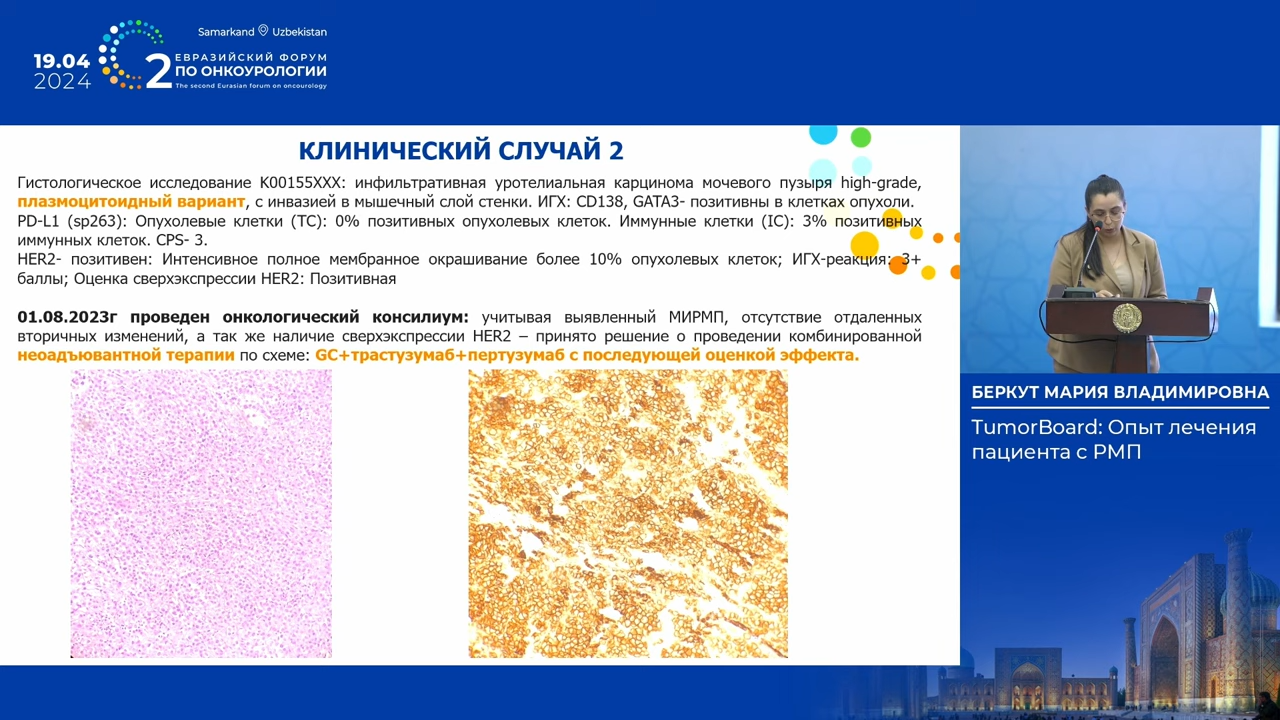 Samarkand Uzbekistan
19.04
2024
2
ЕВРАЗИЙСКИЙ ФОРУМ
ПО ОНКОУРОЛОГИИ
The second Eurasian forum on oncourology
КЛИНИЧЕСКИЙ СЛУЧАЙ 2
Гистологическое исследование K00155XXX: инфильтративная уротелиальная карцинома мочевого пузыря high-grade,
плазмоцитоидный вариант, с инвазией в мышечный слой стенки. ИГХ: CD138, GATA3- позитивны в клетках опухоли.
PD-L1 (sp263): Опухолевые клетки (TC): 0% позитивных опухолевых клеток. Иммунные клетки (IC): 3% позитивных
иммунных клеток. CPS- 3.
HER2- позитивен: Интенсивное полное мембранное окрашивание более 10% опухолевых клеток; ИГХ-реакция: 3+
баллы; Оценка сверхэкспрессии HER2: Позитивная
01.08.2023г проведен онкологический консилиум: учитывая выявленный МИРМП, отсутствие отдаленных
вторичных изменений, а так же наличие сверхэкспрессии HER2 – принято решение о проведении комбинированной
неоадъювантной терапии по схеме: GC+трастузумаб+пертузумаб с последующей оценкой эффекта.
БЕРКУТ МАРИЯ ВЛАДИМИРОВНА
TumorBoard: Опыт лечения
пациента с РМП